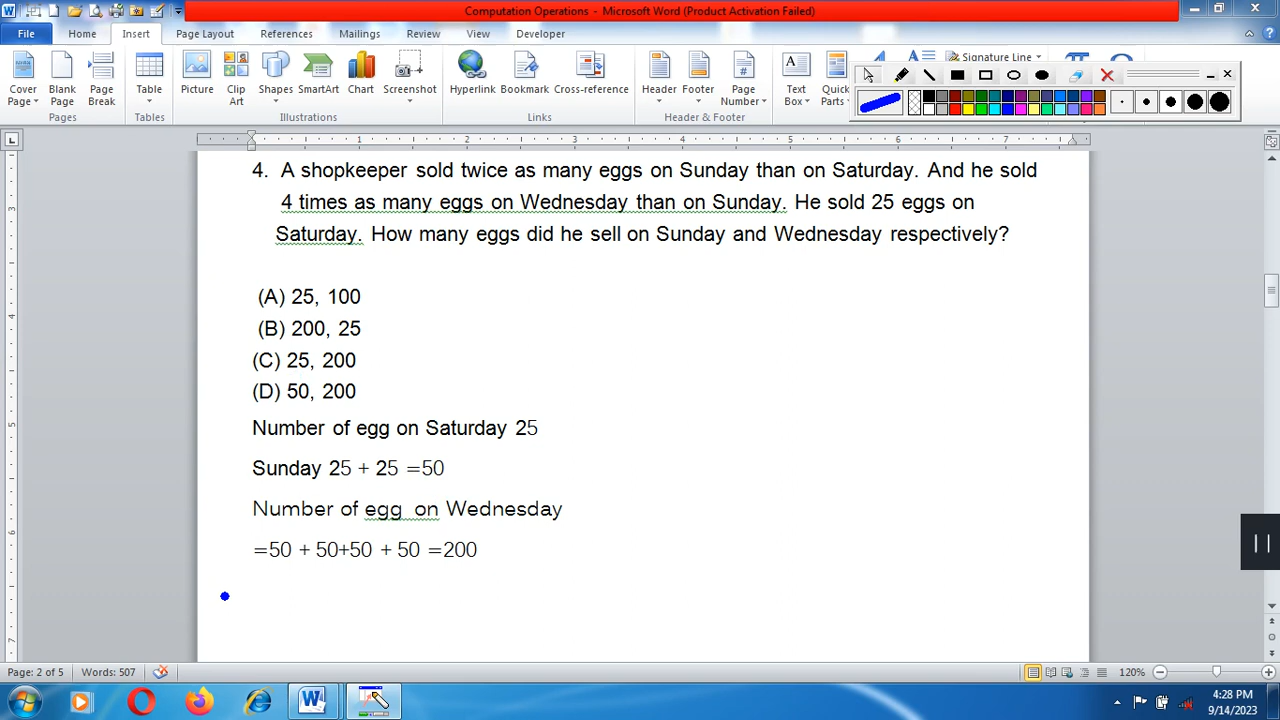 Computation Operations - Microsoft Word (Product Activation Failed)
File Home Insert Page Layout References Mailings Review View Developer
Cover Page Blank Page Page Break Table Picture Clip Art Shapes SmartArt Chart Screenshot Hyperlink Bookmark Cross-reference Header Footer Page Number Text Box Quick Parts Signature Line
Pages Tables Illustrations Links Header & Footer
1 2 3 4 5 6 7
4. A shopkeeper sold twice as many eggs on Sunday than on Saturday. And he sold
4 times as many eggs on Wednesday than on Sunday. He sold 25 eggs on
Saturday. How many eggs did he sell on Sunday and Wednesday respectively?
(A) 25, 100
(B) 200, 25
(C) 25, 200
(D) 50, 200
Number of egg on Saturday 25
Sunday 25 + 25 =50
Number of egg on Wednesday
=50 + 50+50 + 50 =200
Page: 2 of 5 Words: 507 120%
4:28 PM
9/14/2023